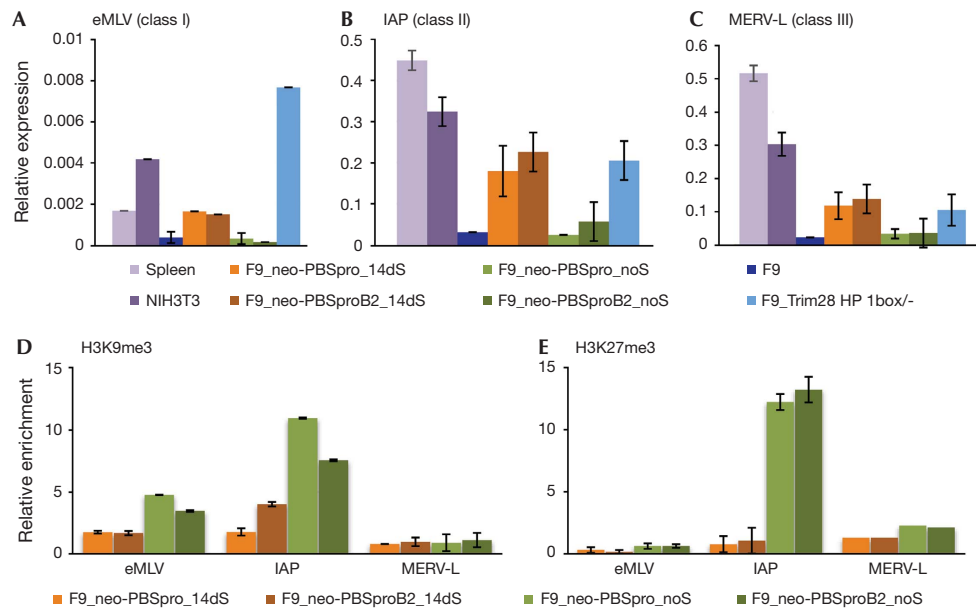 A eMLV (class I)
B IAP (class II)
C MERV-L (class III)
Relative expression
0.01
0.008
0.006
0.004
0.002
0
0.5
0.4
0.3
0.2
0.1
0
0.6
0.5
0.4
0.3
0.2
0.1
0
Spleen
NIH3T3
F9_neo-PBSpro_14dS
F9_neo-PBSproB2_14dS
F9_neo-PBSpro_noS
F9_neo-PBSproB2_noS
F9
F9_Trim28 HP 1box/-
D H3K9me3
Relative enrichment
15
10
5
0
eMLV IAP MERV-L
E H3K27me3
15
10
5
0
eMLV IAP MERV-L
F9_neo-PBSpro_14dS
F9_neo-PBSproB2_14dS
F9_neo-PBSpro_noS
F9_neo-PBSproB2_noS